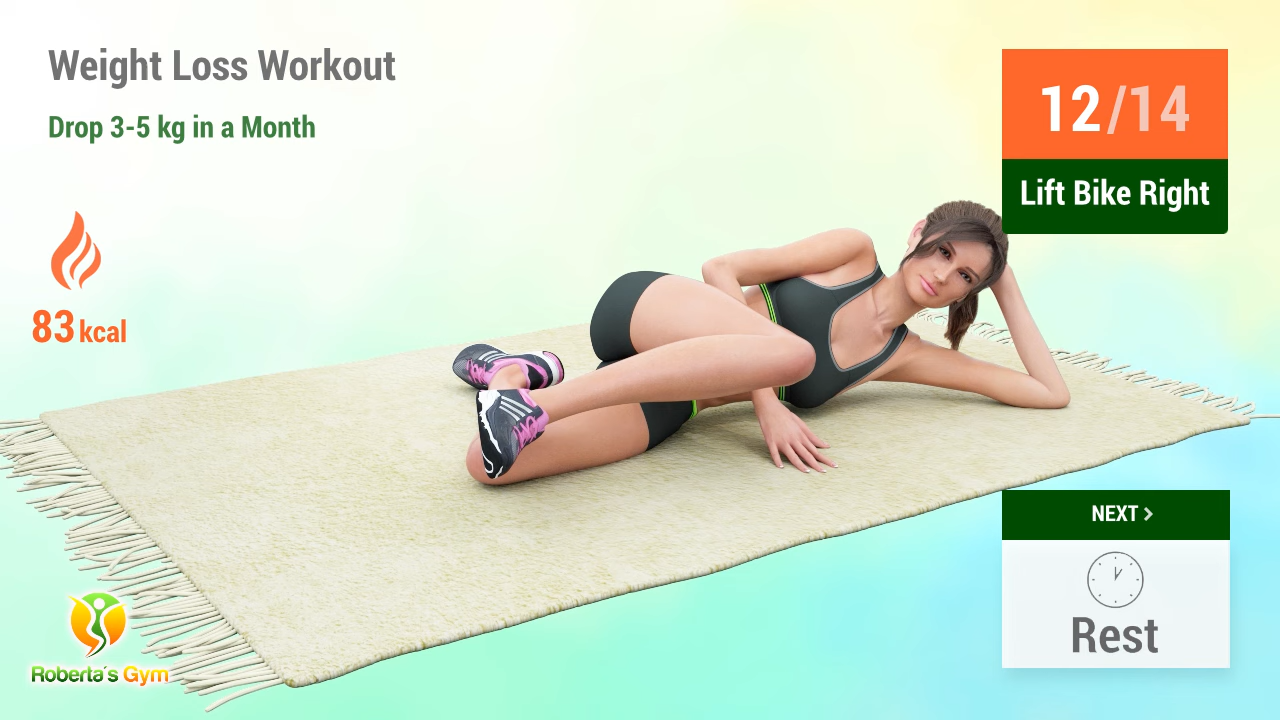 Weight Loss Workout
Drop 3-5 kg in a Month
12/14
Lift Bike Right
83 kcal
NEXT >
Rest
Roberta´s Gym